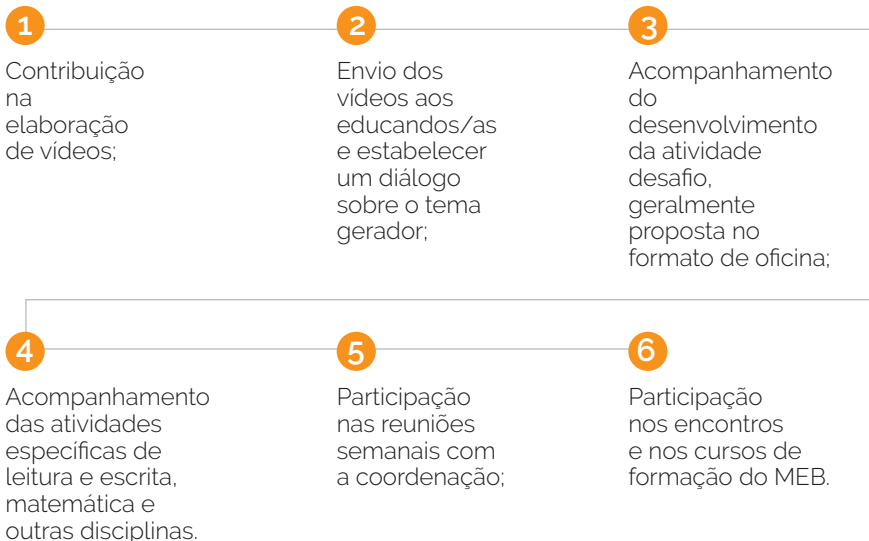 1
Contribuição
na
elaboração
de vídeos;
2
Envio dos
vídeos aos
educandos/as
e estabelecer
um diálogo
sobre o tema
gerador;
3
Acompanhamento
do
desenvolvimento
da atividade
desafio,
geralmente
proposta no
formato de oficina;
4
Acompanhamento
das atividades
específicas de
leitura e escrita,
matemática e
outras disciplinas.
5
Participação
nas reuniões
semanais com
a coordenação;
6
Participação
nos encontros
e nos cursos de
formação do MEB.